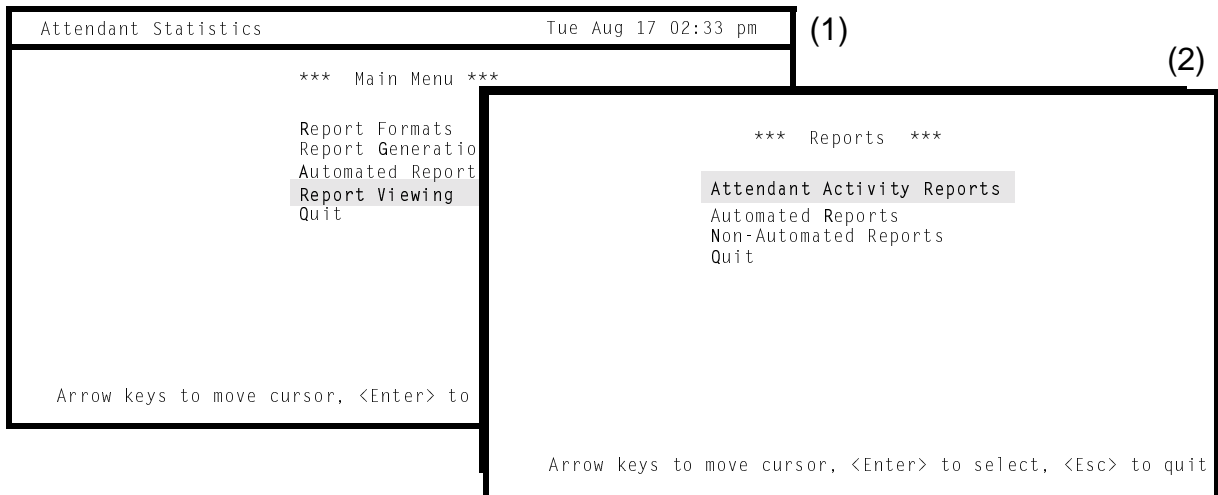 Attendant Statistics Tue Aug 17 02:33 pm
(1)
*** Main Menu ***
Report Formats
Report Generatio
Automated Report
Report Viewing
Quit
Arrow keys to move cursor, <Enter> to
(2)
*** Reports ***
Attendant Activity Reports
Automated Reports
Non-Automated Reports
Quit
Arrow keys to move cursor, <Enter> to select, <Esc> to quit